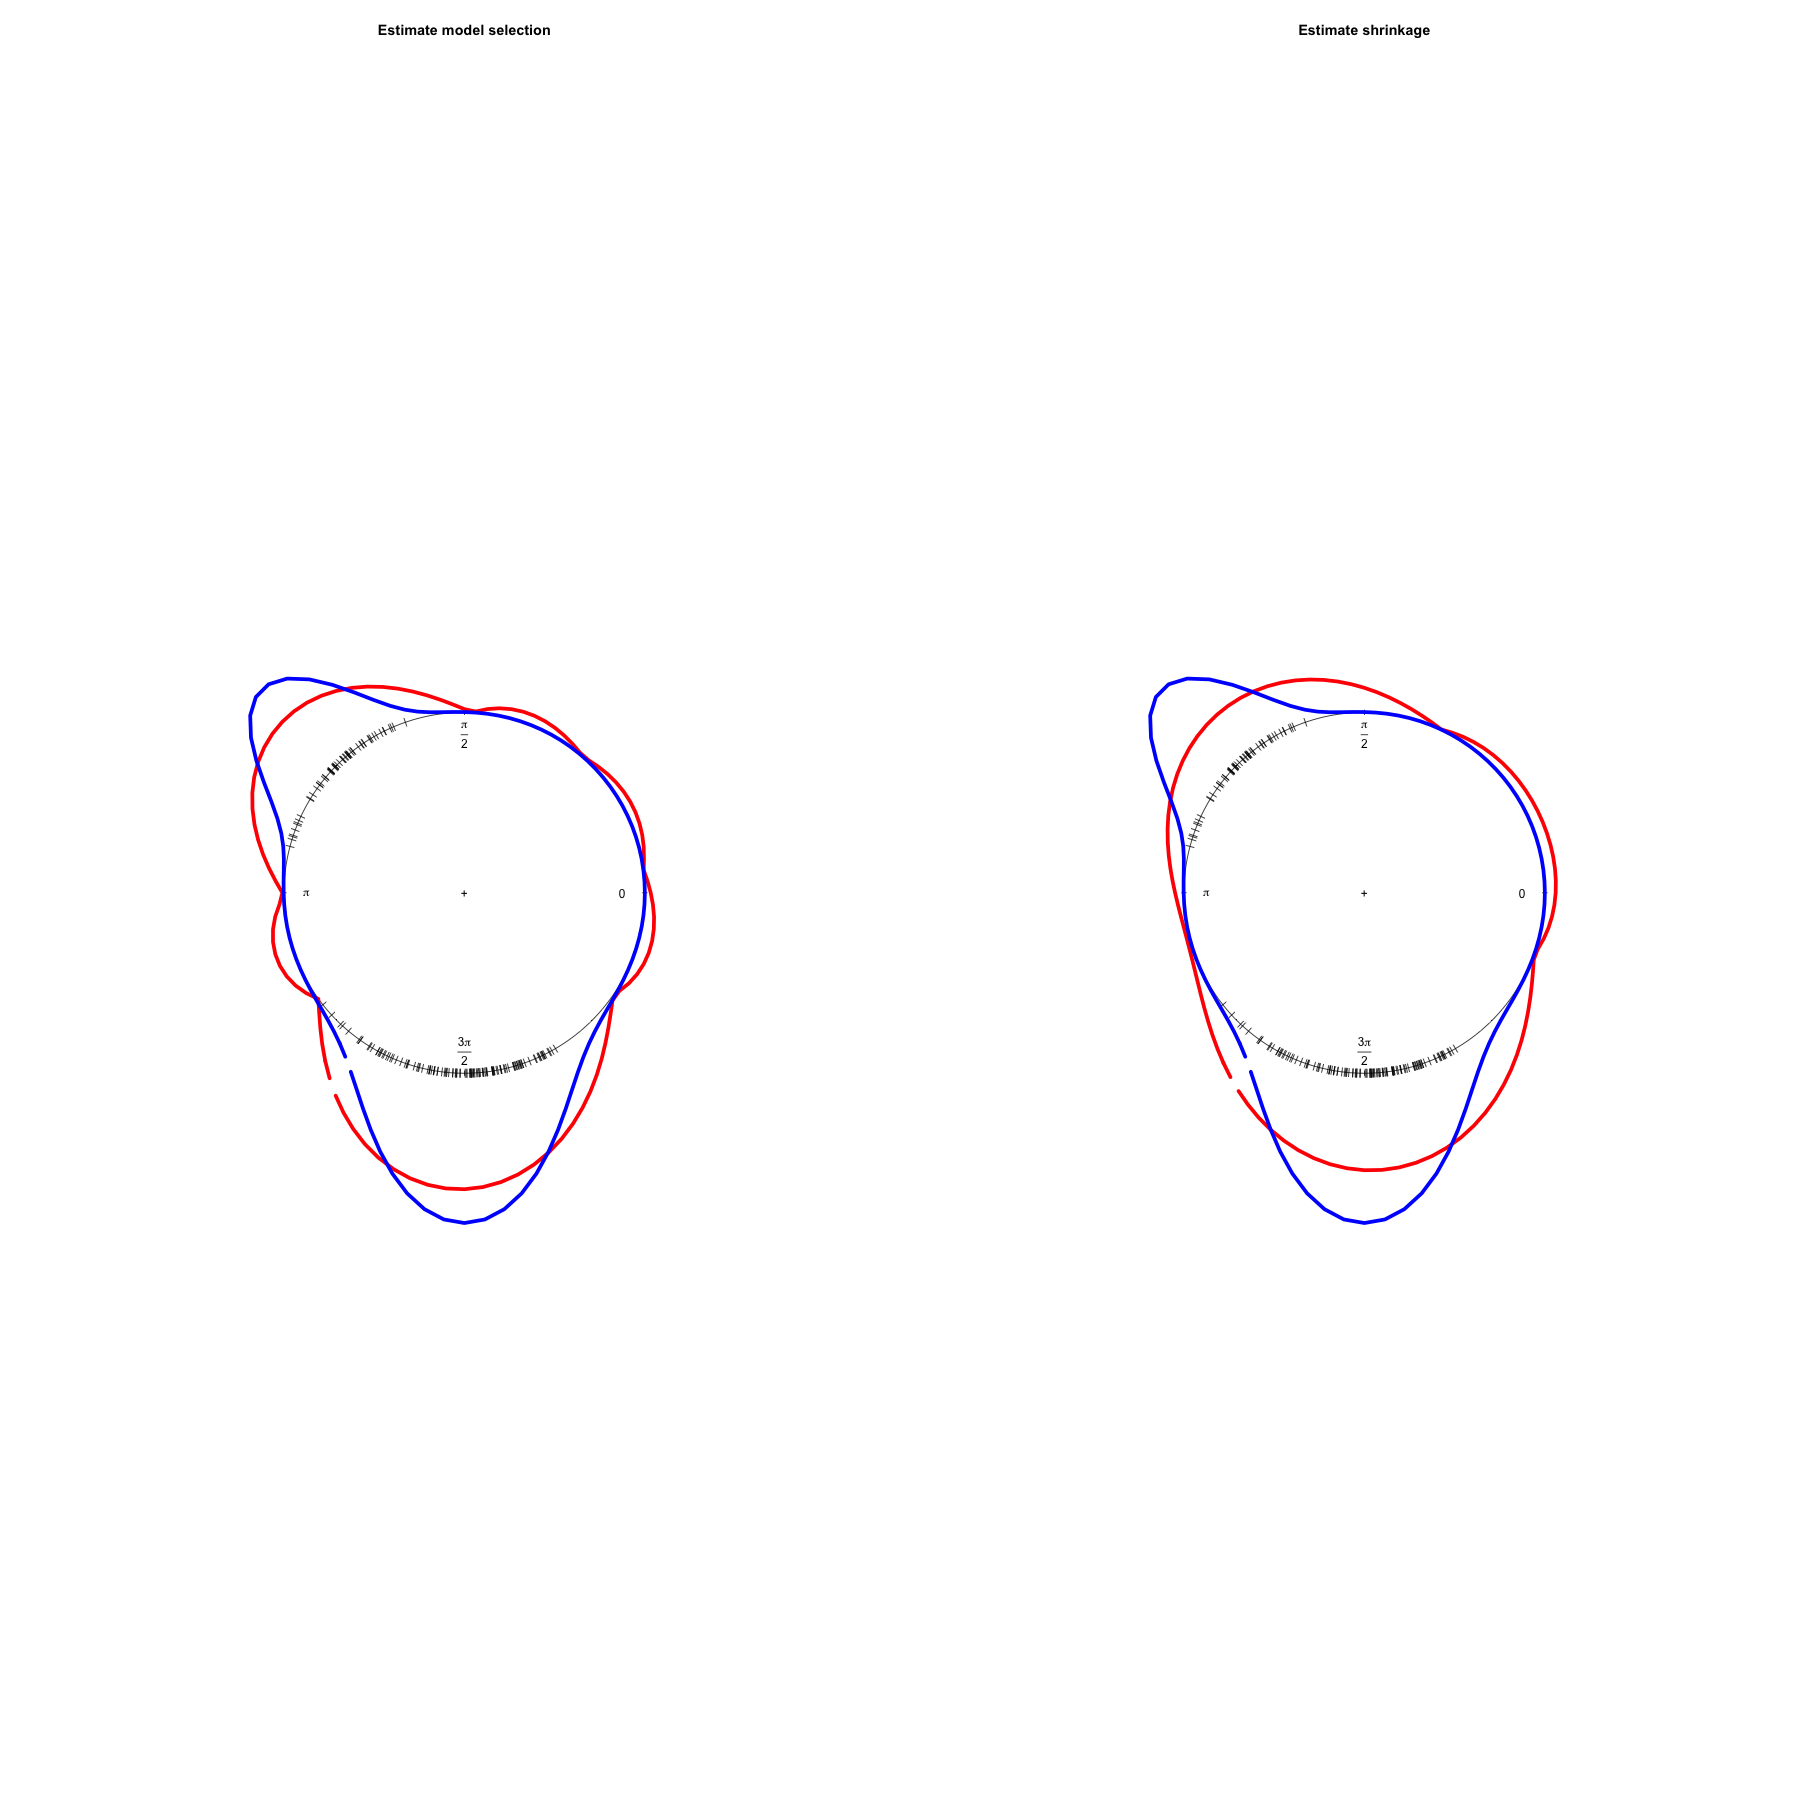 Estimate model selection
Estimate shrinkage
π
2
π
+
0
3π
2
π
2
π
+
0
3π
2